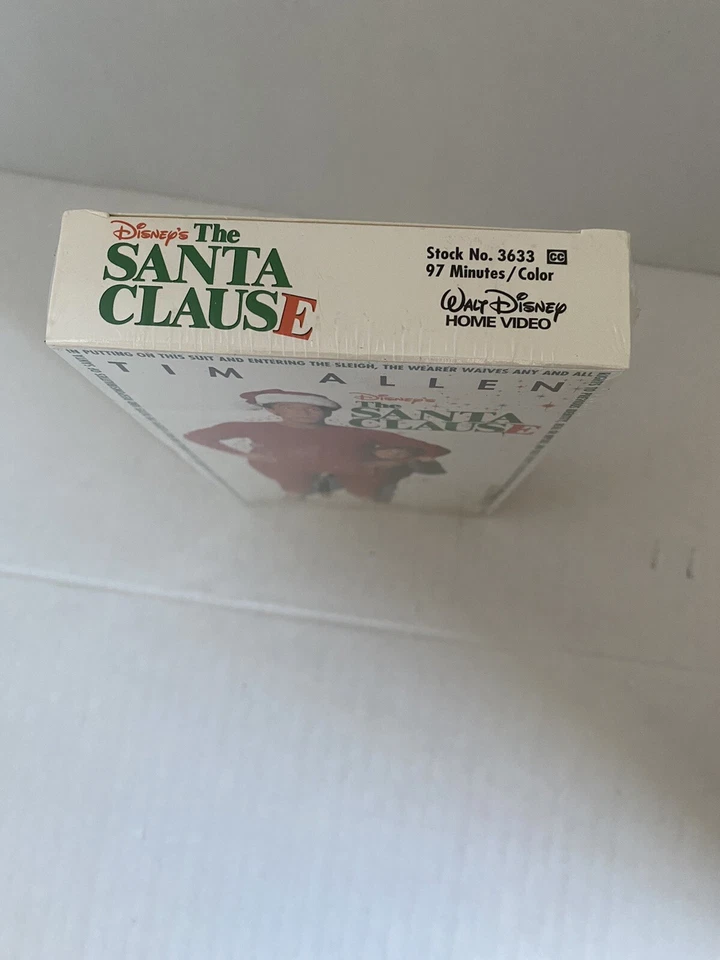 Disney's The
SANTA
CLAUSE
Stock No. 3633 CC
97 Minutes/Color
Walt Disney
HOME VIDEO
IN PUTTING ON THIS SUIT AND ENTERING THE SLEIGH, THE WEARER WAIVES ANY AND ALL
TIM ALLEN
Disney's
The
SANTA
CLAUSE